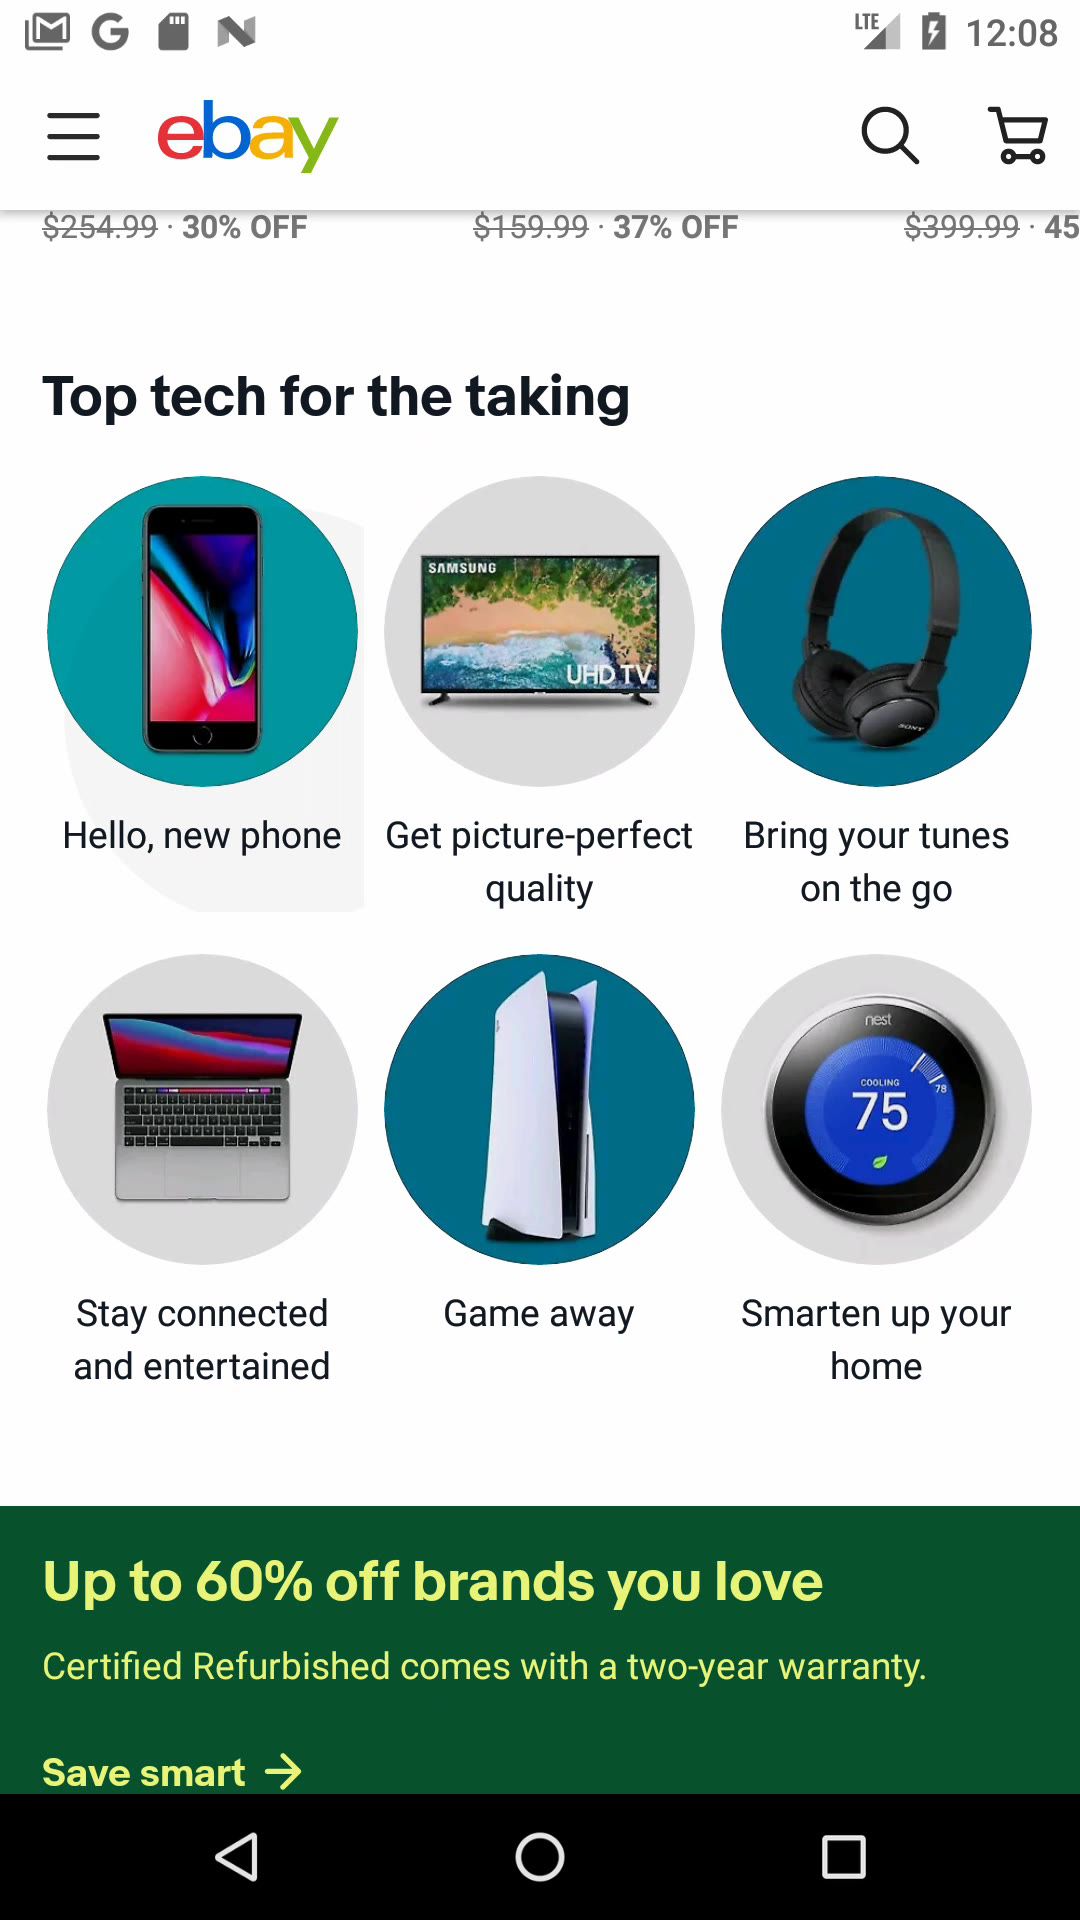 LTE 12:08
ebay
$254.99 · 30% OFF $159.99 · 37% OFF $399.99 · 45
Top tech for the taking
SAMSUNG
UHD TV
SONY
Hello, new phone
Get picture-perfect
quality
Bring your tunes
on the go
nest
COOLING
78
75
Stay connected
and entertained
Game away
Smarten up your
home
Up to 60% off brands you love
Certified Refurbished comes with a two-year warranty.
Save smart →